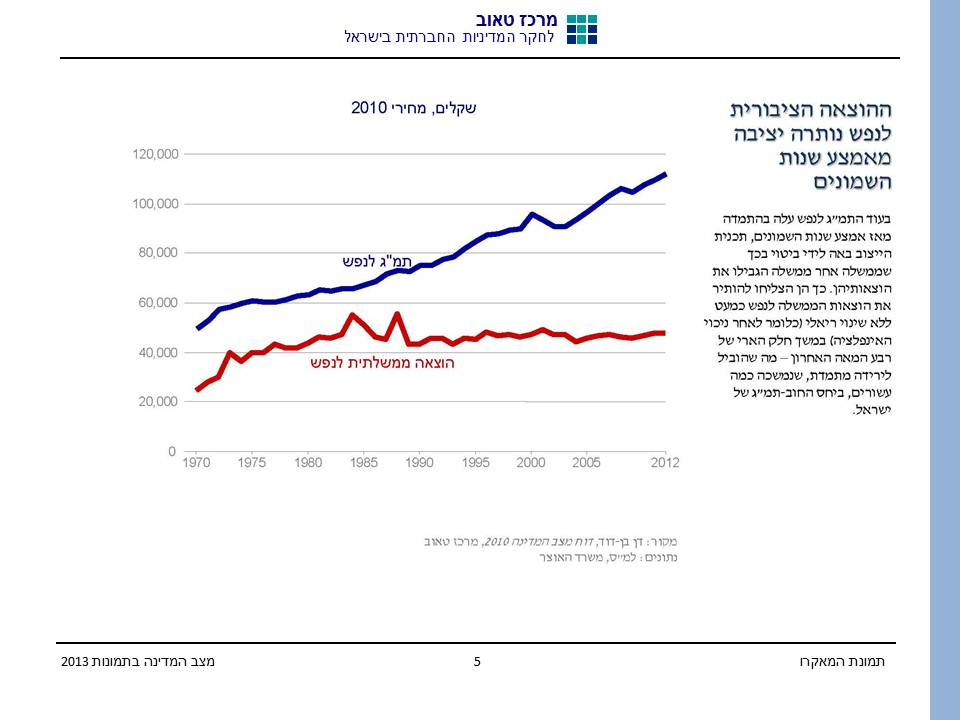 מרכז טאוב
לחקר המדיניות החברתית בישראל
ההוצאה הציבורית
לנפש נותרה יציבה
מאמצע שנות
השמונים
בעוד התמ"ג לנפש עלה בהתמדה
מאז אמצע שנות השמונים, תכנית
הייצוב באה לידי ביטוי בכך
שממשלה אחר ממשלה הגבילו את
הוצאותיהן. כך הן הצליחו להותיר
את הוצאות הממשלה לנפש כמעט
ללא שינוי ריאלי (כלומר לאחר ניכוי
האינפלציה) במשך חלק הארי של
רבע המאה האחרון – מה שהוביל
לירידה מתמדת, שנמשכה כמה
עשורים, ביחס החוב-תמ"ג של
ישראל.
שקלים, מחירי 2010
120,000
100,000
80,000
60,000
40,000
20,000
0
תמ"ג לנפש
הוצאה ממשלתית לנפש
1970 1975 1980 1985 1990 1995 2000 2005 2012
מקור: דן בן-דוד, דוח מצב המדינה 2010, מרכז טאוב
נתונים: למ"ס, משרד האוצר
תמונת המאקרו
5
מצב המדינה בתמונות 2013